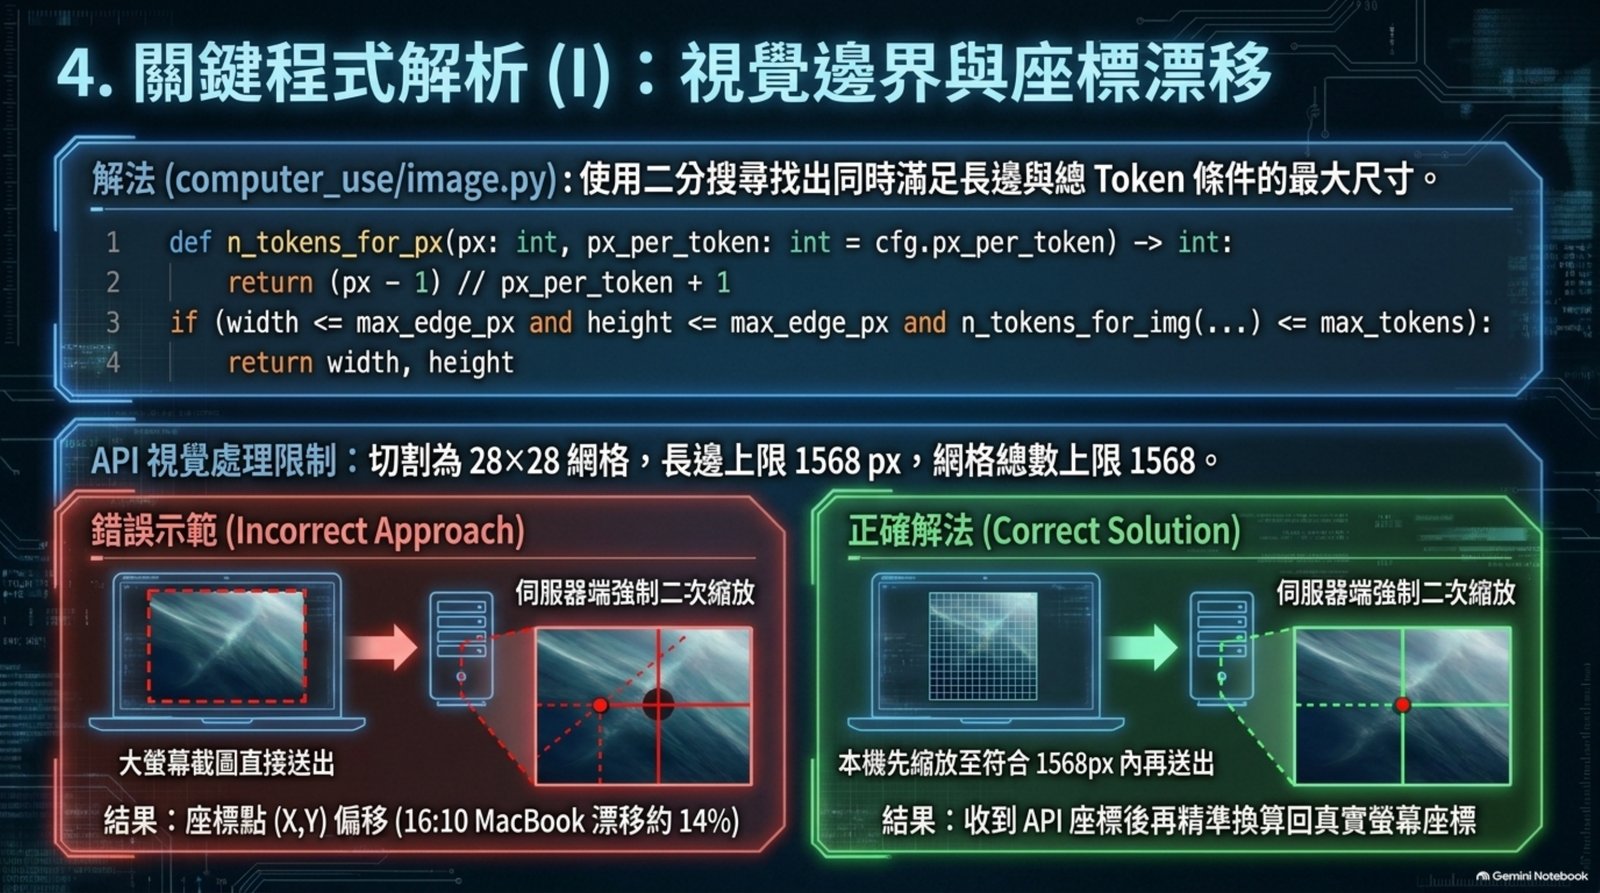 4. 關鍵程式解析 (I)：視覺邊界與座標漂移
解法 (computer_use/image.py)：使用二分搜尋找出同時滿足長邊與總 Token 條件的最大尺寸。
1 def n_tokens_for_px(px: int, px_per_token: int = cfg.px_per_token) -> int:
2 return (px - 1) // px_per_token + 1
3 if (width <= max_edge_px and height <= max_edge_px and n_tokens_for_img(...) <= max_tokens):
4 return width, height
API 視覺處理限制：切割為 28×28 網格，長邊上限 1568 px，網格總數上限 1568。
錯誤示範 (Incorrect Approach)
伺服器端強制二次縮放
大螢幕截圖直接送出
結果：座標點 (X,Y) 偏移 (16:10 MacBook 漂移約 14%)
正確解法 (Correct Solution)
伺服器端強制二次縮放
本機先縮放至符合 1568px 內再送出
結果：收到 API 座標後再精準換算回真實螢幕座標
Gemini Notebook